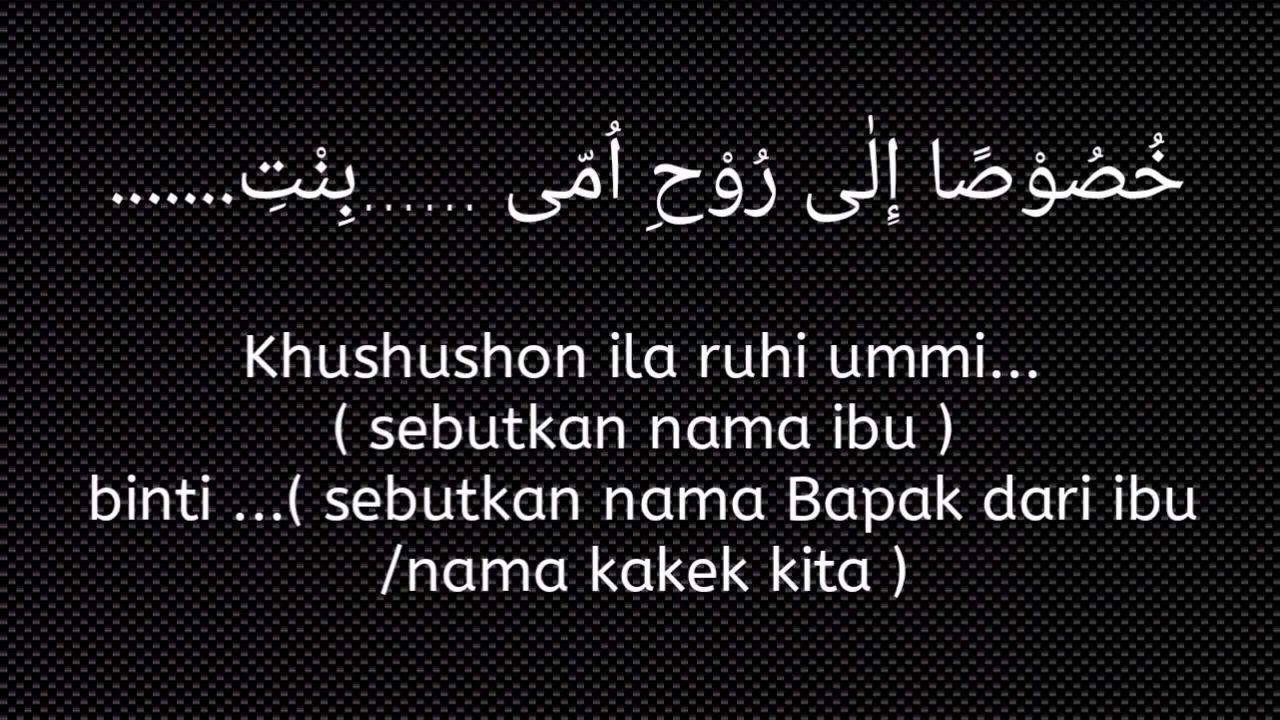 خُصُوْصًا إِلٰى رُوْحِ اُمّى ......بِنْتِ.......
Khushushon ila ruhi ummi...
( sebutkan nama ibu )
binti ...( sebutkan nama Bapak dari ibu
/nama kakek kita )